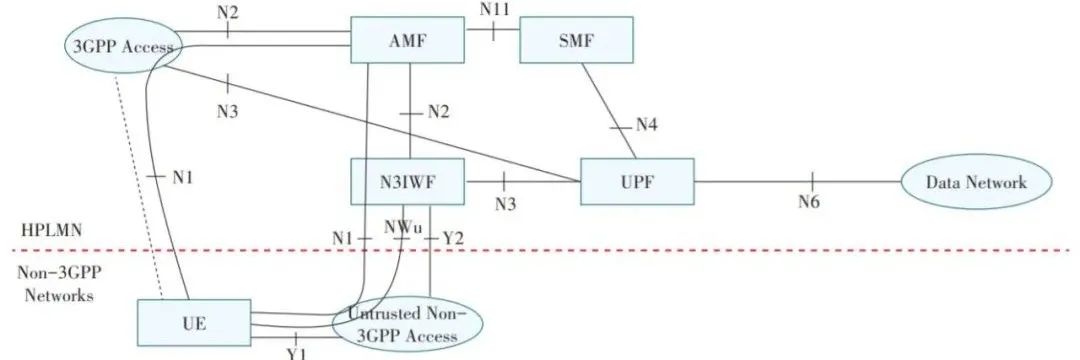 N2
N11
3GPP Access
AMF
SMF
N3
N2
N4
N1
N3IWF
UPF
Data Network
N3
N6
HPLMN
N1
NWu
Y2
Non-3GPP
Networks
UE
Untrusted Non-
3GPP Access
Y1